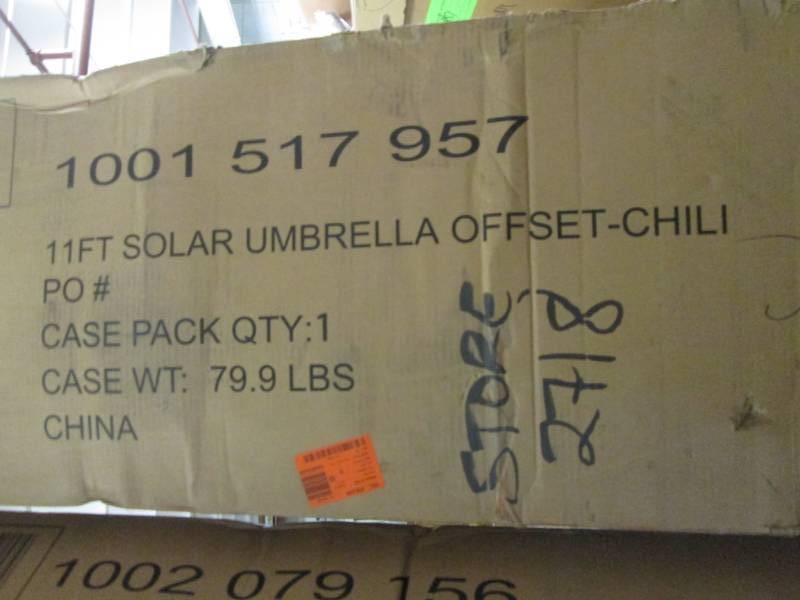 1001 517 957
11FT SOLAR UMBRELLA OFFSET-CHILI
PO #
CASE PACK QTY:1
CASE WT: 79.9 LBS
CHINA
STORE
2718
1002 079 156